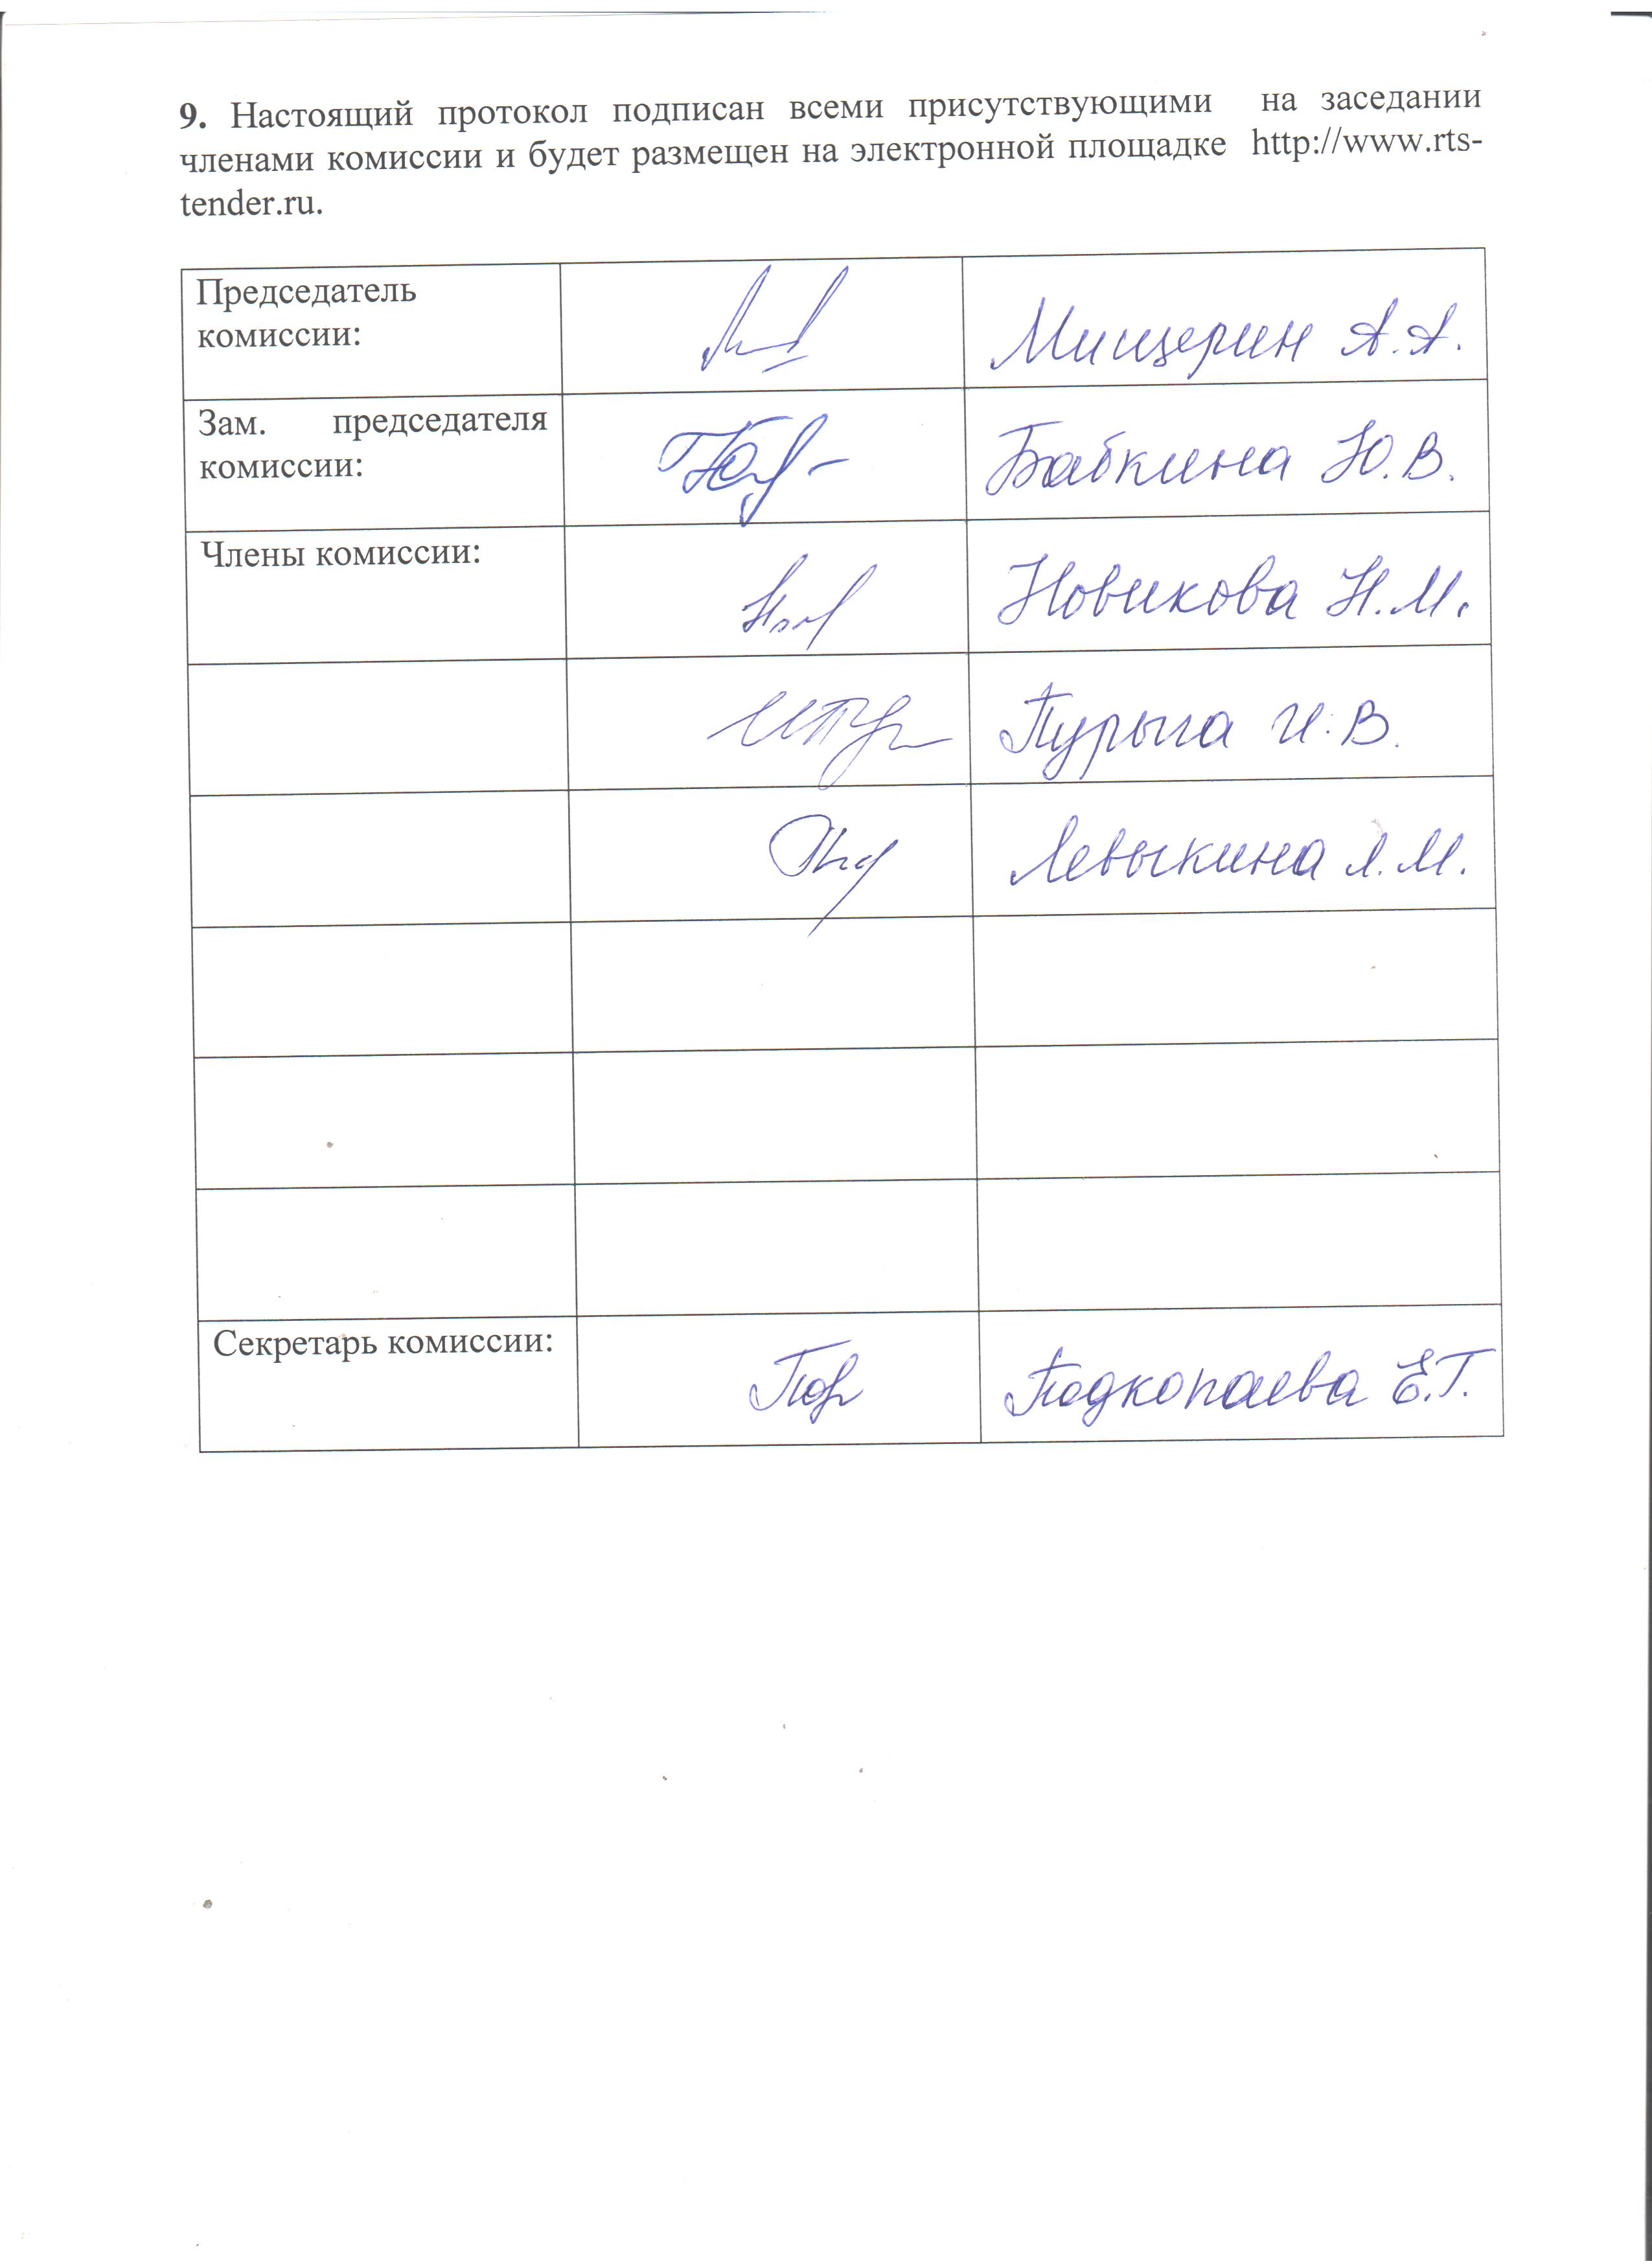 9. Настоящий протокол подписан всеми присутствующими на заседании
членами комиссии и будет размещен на электронной площадке http://www.rts-
tender.ru.
Председатель
комиссии:
Мищерин А.А.
Зам. председателя
комиссии:
Бабкина Ю.В.
Члены комиссии:
Новикова Н.М.
Пурыга И.В.
Левыкина Л.М.
Секретарь комиссии:
Подкопаева Е.Г.